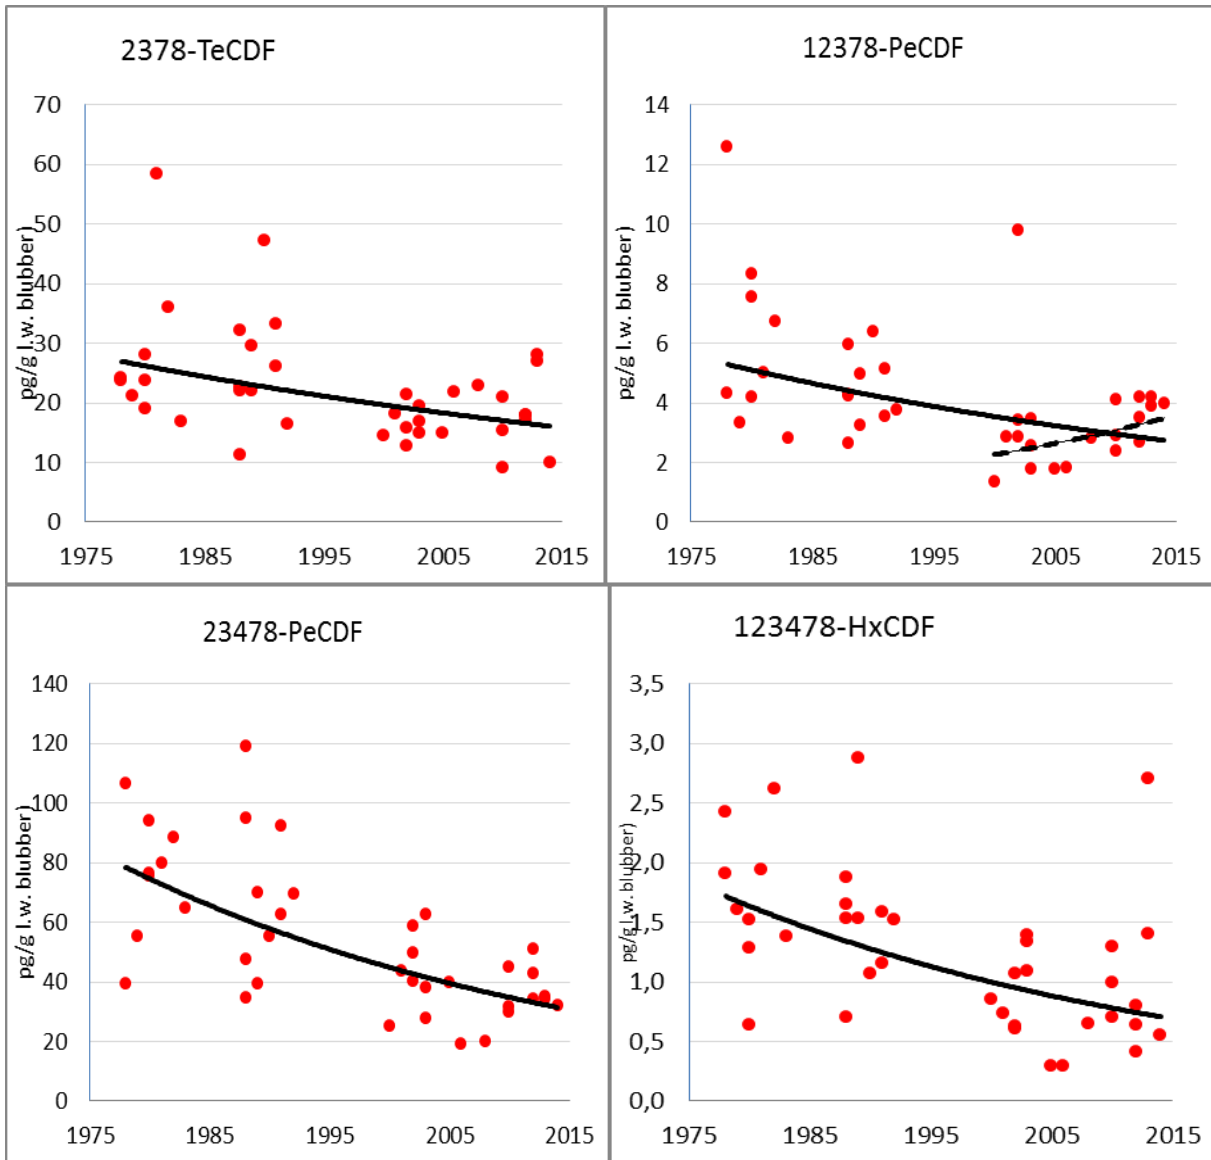 2378-TeCDF
pg/g l.w. blubber)
70
60
50
40
30
20
10
0
1975 1985 1995 2005 2015
12378-PeCDF
pg/g l.w. blubber)
14
12
10
8
6
4
2
0
1975 1985 1995 2005 2015
23478-PeCDF
pg/g l.w. blubber)
140
120
100
80
60
40
20
0
1975 1985 1995 2005 2015
123478-HxCDF
pg/g l.w. blubber)
3,5
3,0
2,5
2,0
1,5
1,0
0,5
0,0
1975 1985 1995 2005 2015